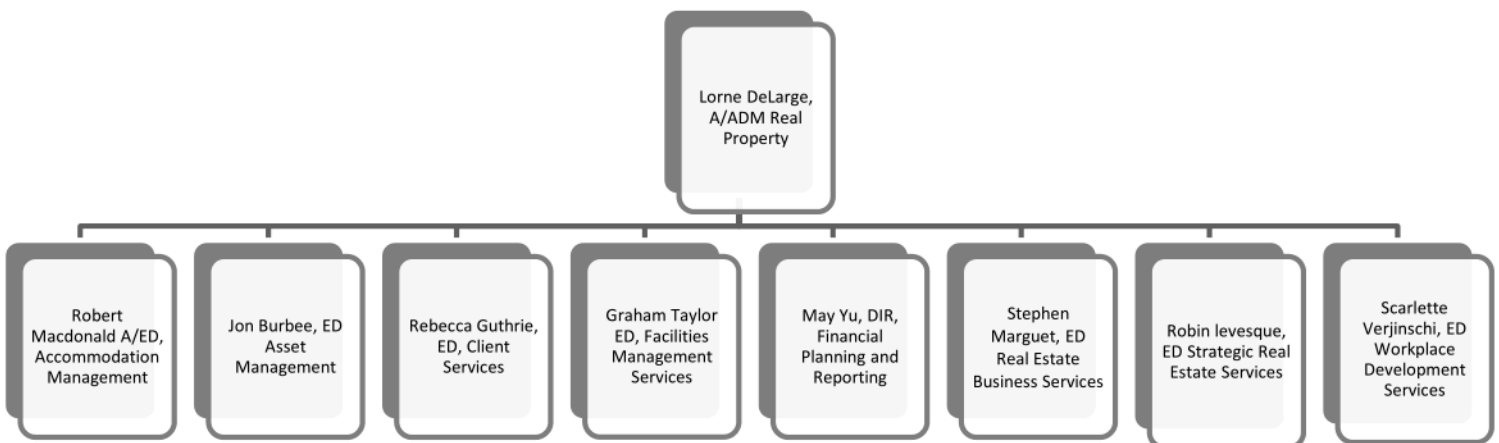 Lorne DeLarge,
A/ADM Real
Property
Robert
Macdonald A/ED,
Accommodation
Management
Jon Burbee, ED
Asset
Management
Rebecca Guthrie,
ED, Client
Services
Graham Taylor
ED, Facilities
Management
Services
May Yu, DIR,
Financial
Planning and
Reporting
Stephen
Marguet, ED
Real Estate
Business Services
Robin levesque,
ED Strategic Real
Estate Services
Scarlette
Verjinschi, ED
Workplace
Development
Services